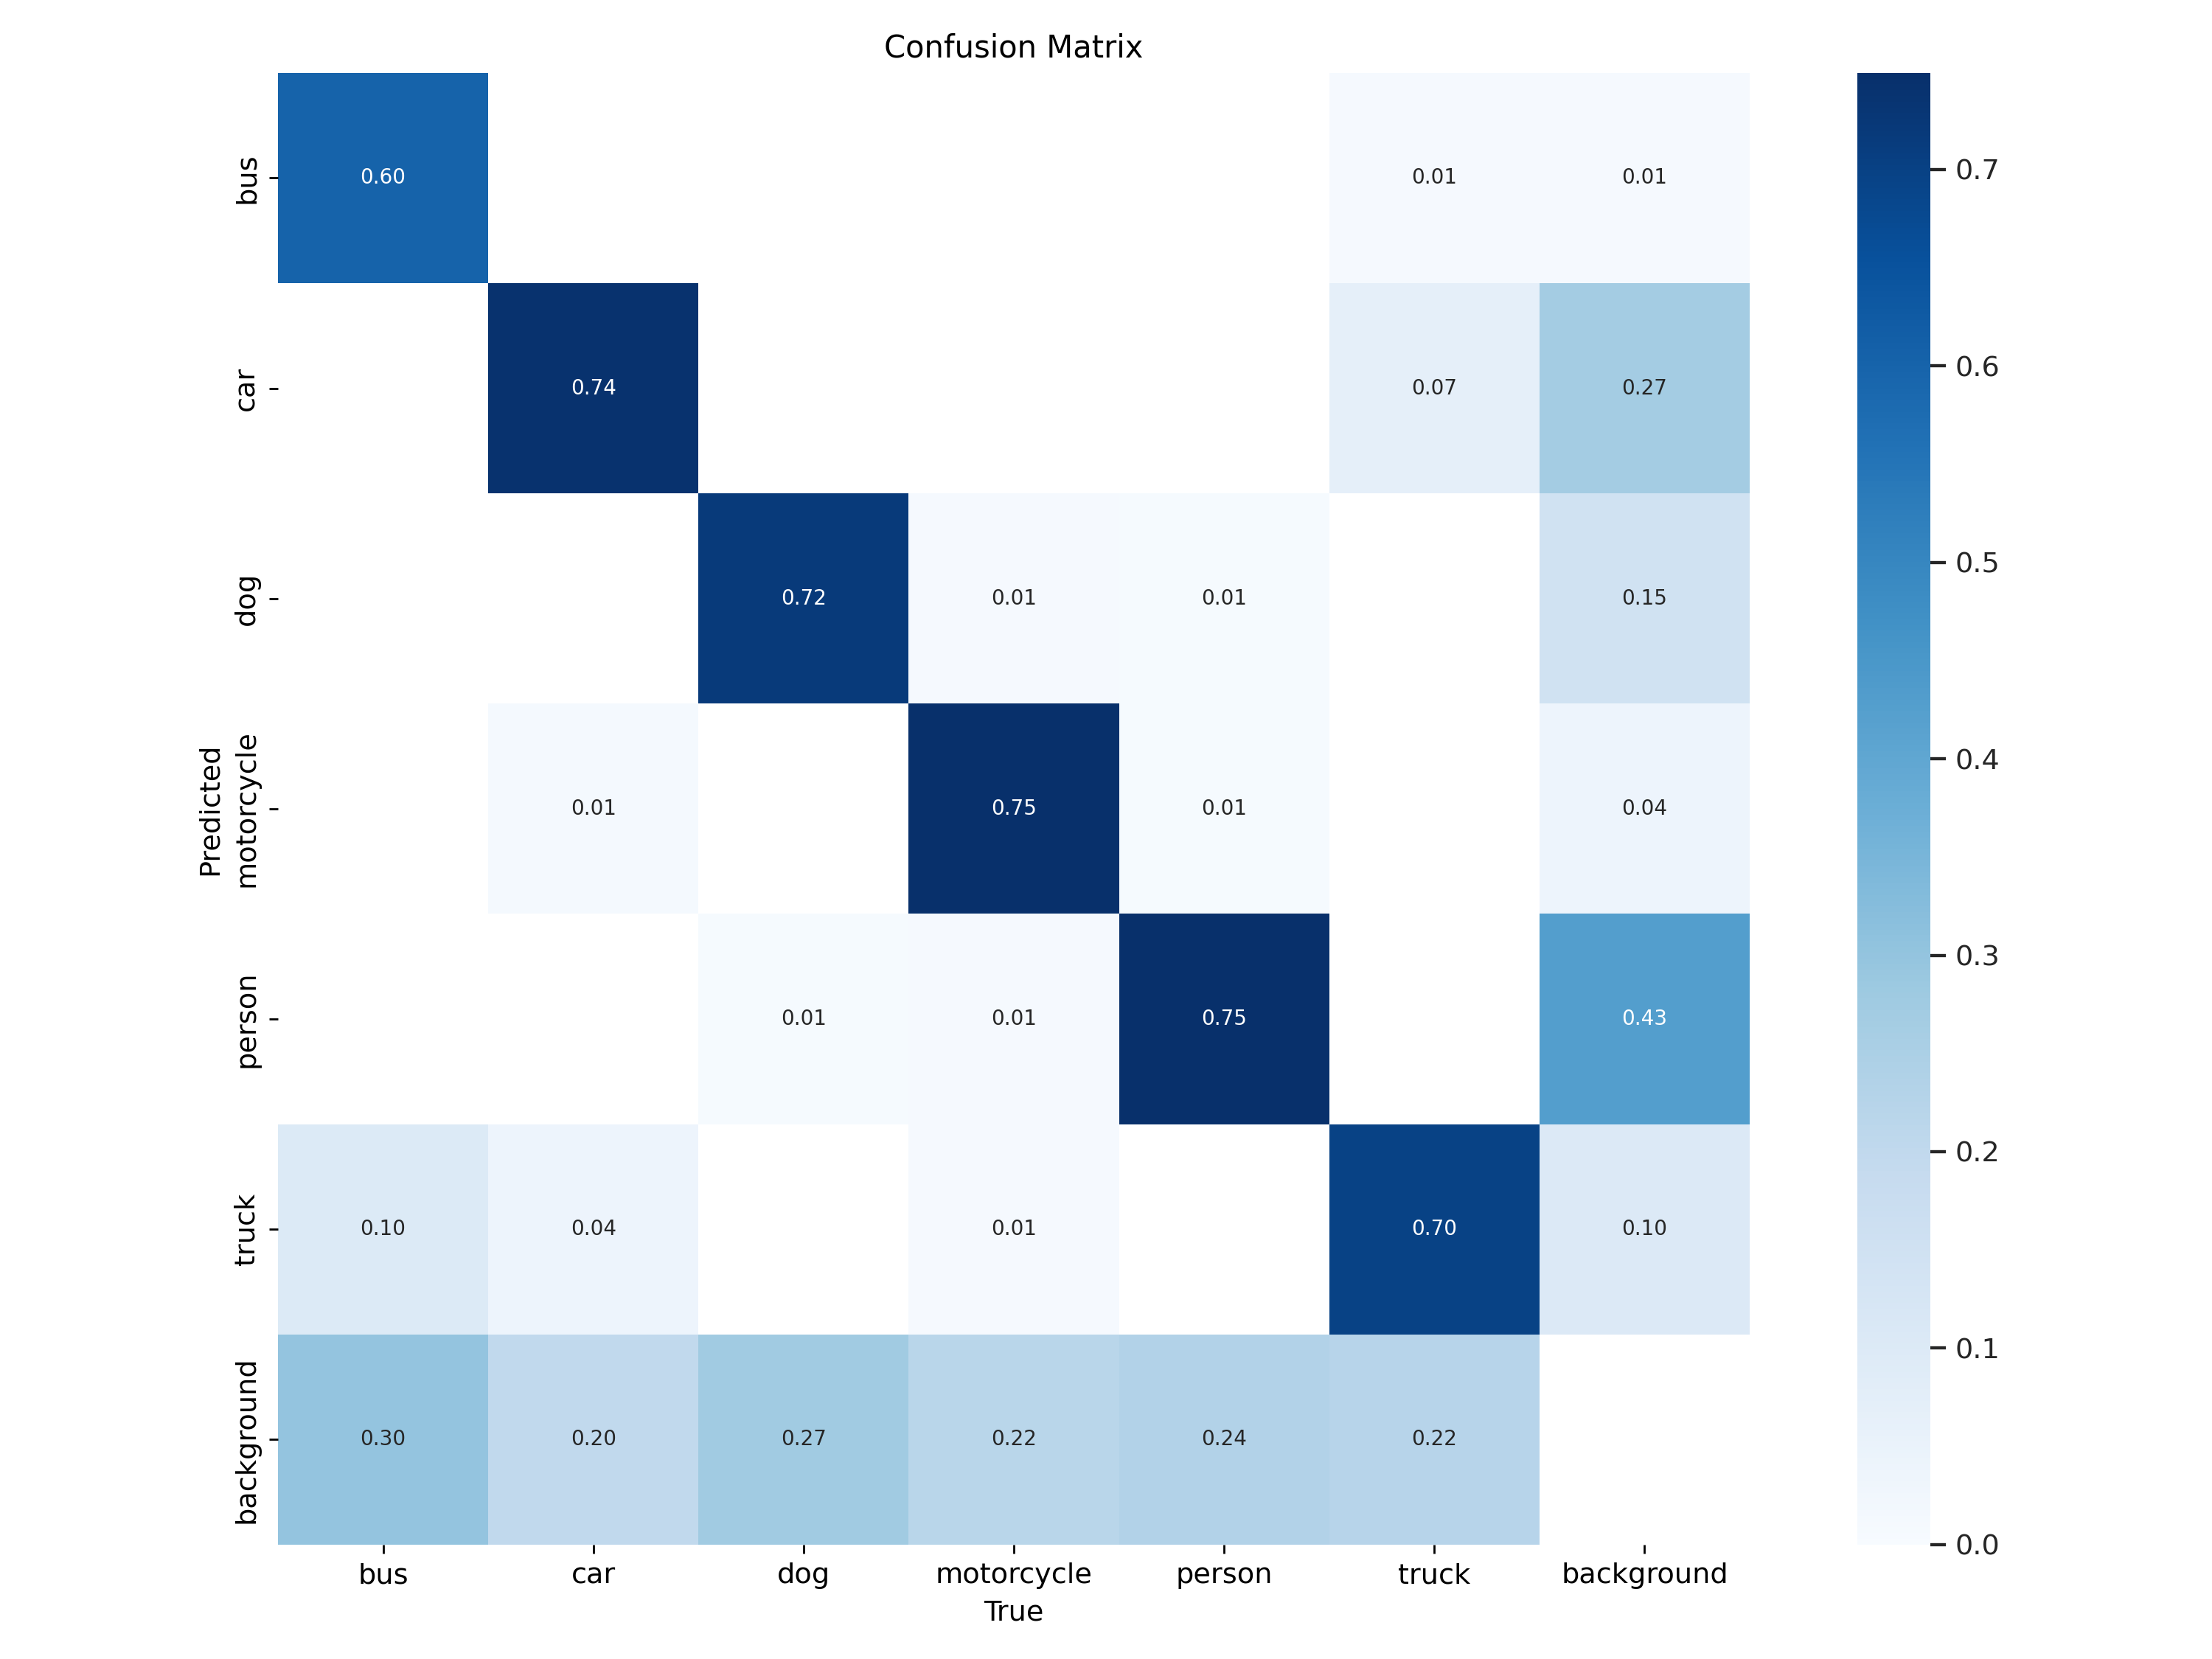 Confusion Matrix
bus
0.60
0.01
0.01
0.7
car
0.74
0.07
0.27
0.6
dog
0.72
0.01
0.01
0.15
0.5
Predicted
motorcycle
0.01
0.75
0.01
0.04
0.4
person
0.01
0.01
0.75
0.43
0.3
truck
0.10
0.04
0.01
0.70
0.10
0.2
0.1
background
0.30
0.20
0.27
0.22
0.24
0.22
0.0
bus
car
dog
motorcycle
person
truck
background
True